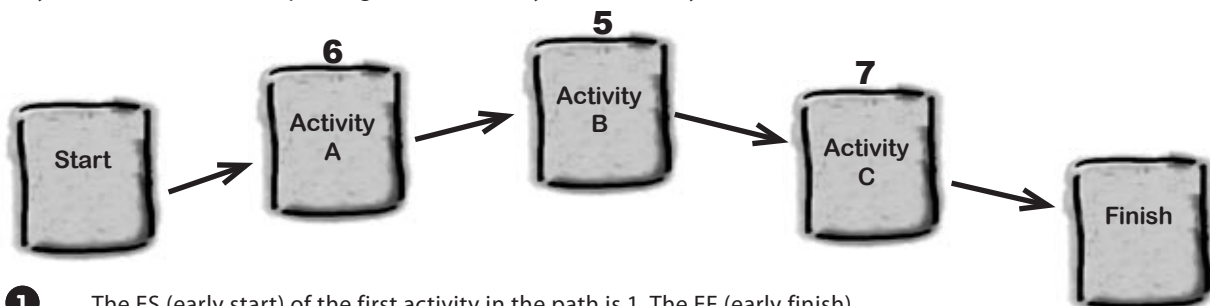 6
5
7
Start
Activity
A
Activity
B
Activity
C
Finish
1 The ES (early start) of the first activity in the path is 1. The EF (early finish)